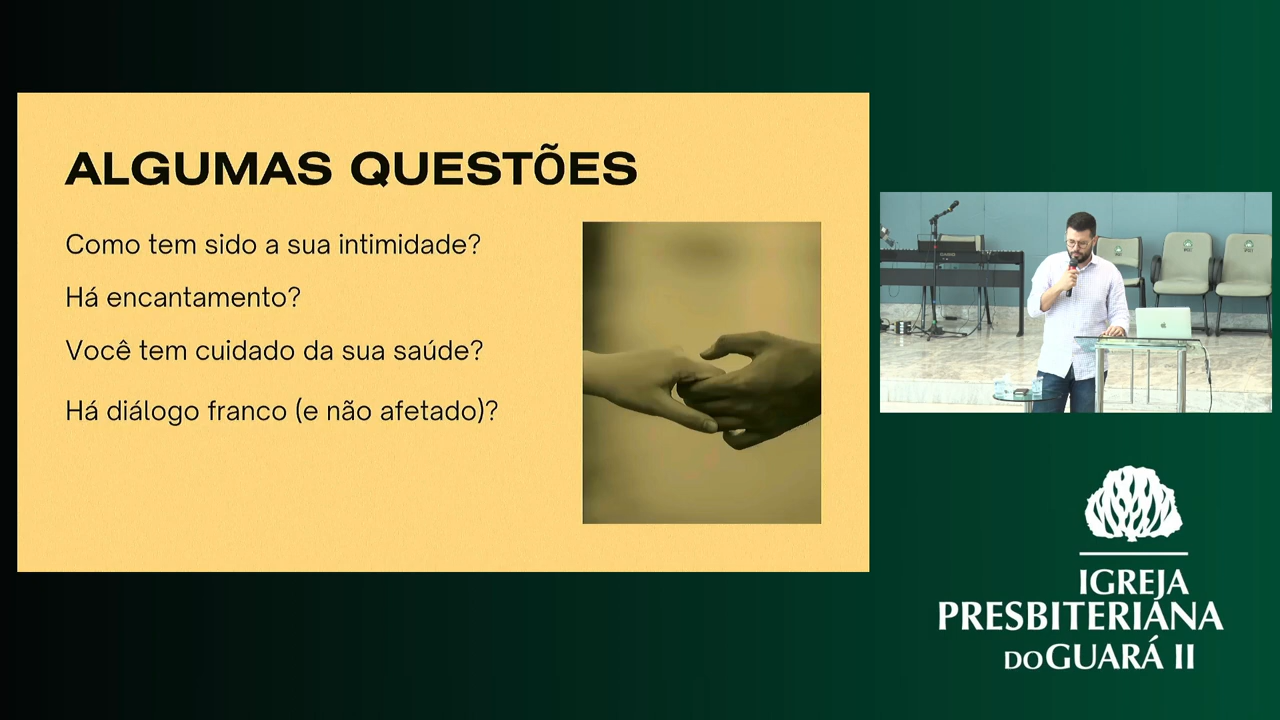 ALGUMAS QUESTÕES
Como tem sido a sua intimidade?
Há encantamento?
Você tem cuidado da sua saúde?
Há diálogo franco (e não afetado)?
IGREJA
PRESBITERIANA
DO GUARÁ II